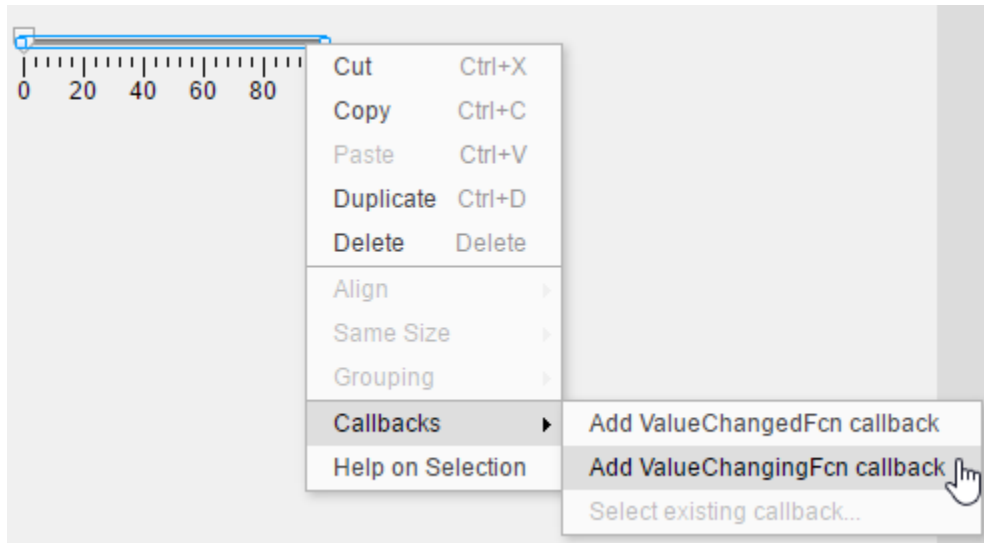 0 20 40 60 80
Cut Ctrl+X
Copy Ctrl+C
Paste Ctrl+V
Duplicate Ctrl+D
Delete Delete
Align
Same Size
Grouping
Callbacks
Help on Selection
Add ValueChangedFcn callback
Add ValueChangingFcn callback
Select existing callback...